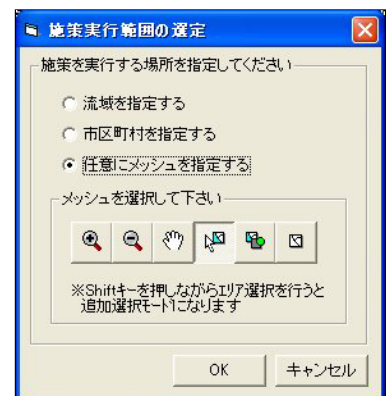 施策実行範囲の選定
施策を実行する場所を指定してください
流域を指定する
市区町村を指定する
任意にメッシュを指定する
メッシュを選択して下さい
※Shiftキーを押しながらエリア選択を行うと
追加選択モードになります
OK
キャンセル